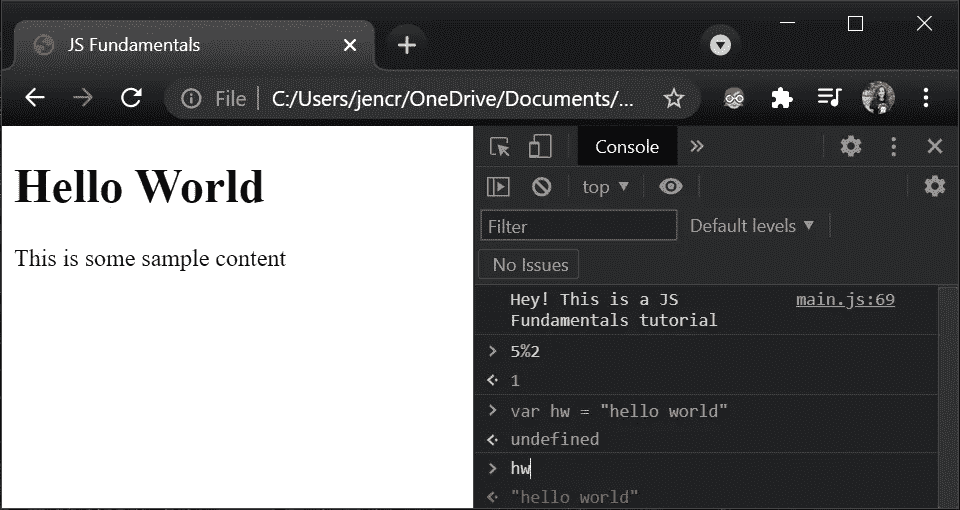 JS Fundamentals
File | C:/Users/jencr/OneDrive/Documents/...
Hello World
This is some sample content
Console
top
Filter
Default levels
No Issues
Hey! This is a JS main.js:69
Fundamentals tutorial
> 5%2
1
> var hw = "hello world"
undefined
> hw
"hello world"